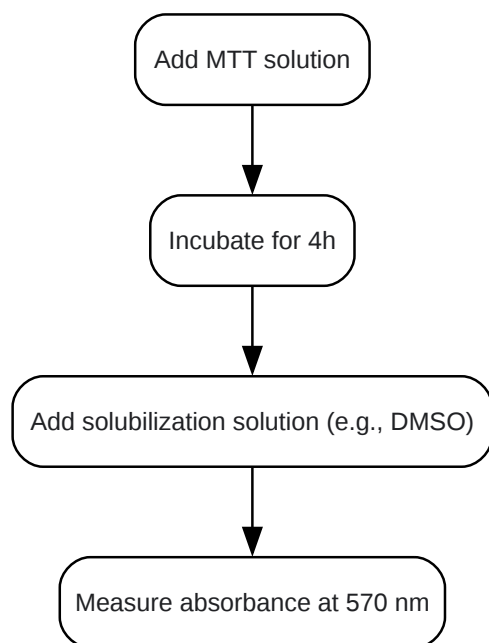 Add MTT solution
Incubate for 4h
Add solubilization solution (e.g., DMSO)
Measure absorbance at 570 nm